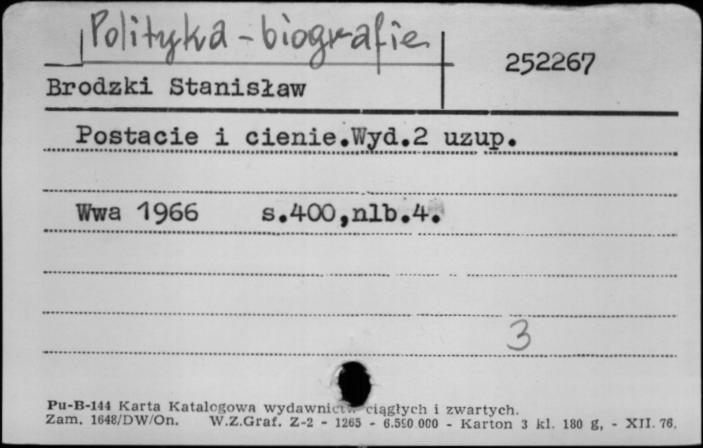 Polityka - biografie
252267
Brodzki Stanisław
Postacie i cienie.Wyd.2 uzup.
Wwa 1966 s.400,nlb.4.
3
Pu-B-144 Karta Katalogowa wydawnictw ciągłych i zwartych.
Zam. 1648/DW/On. W.Z.Graf. Z-2 - 1265 - 6.590 000 - Karton 3 kl. 180 g, - XII. 76.